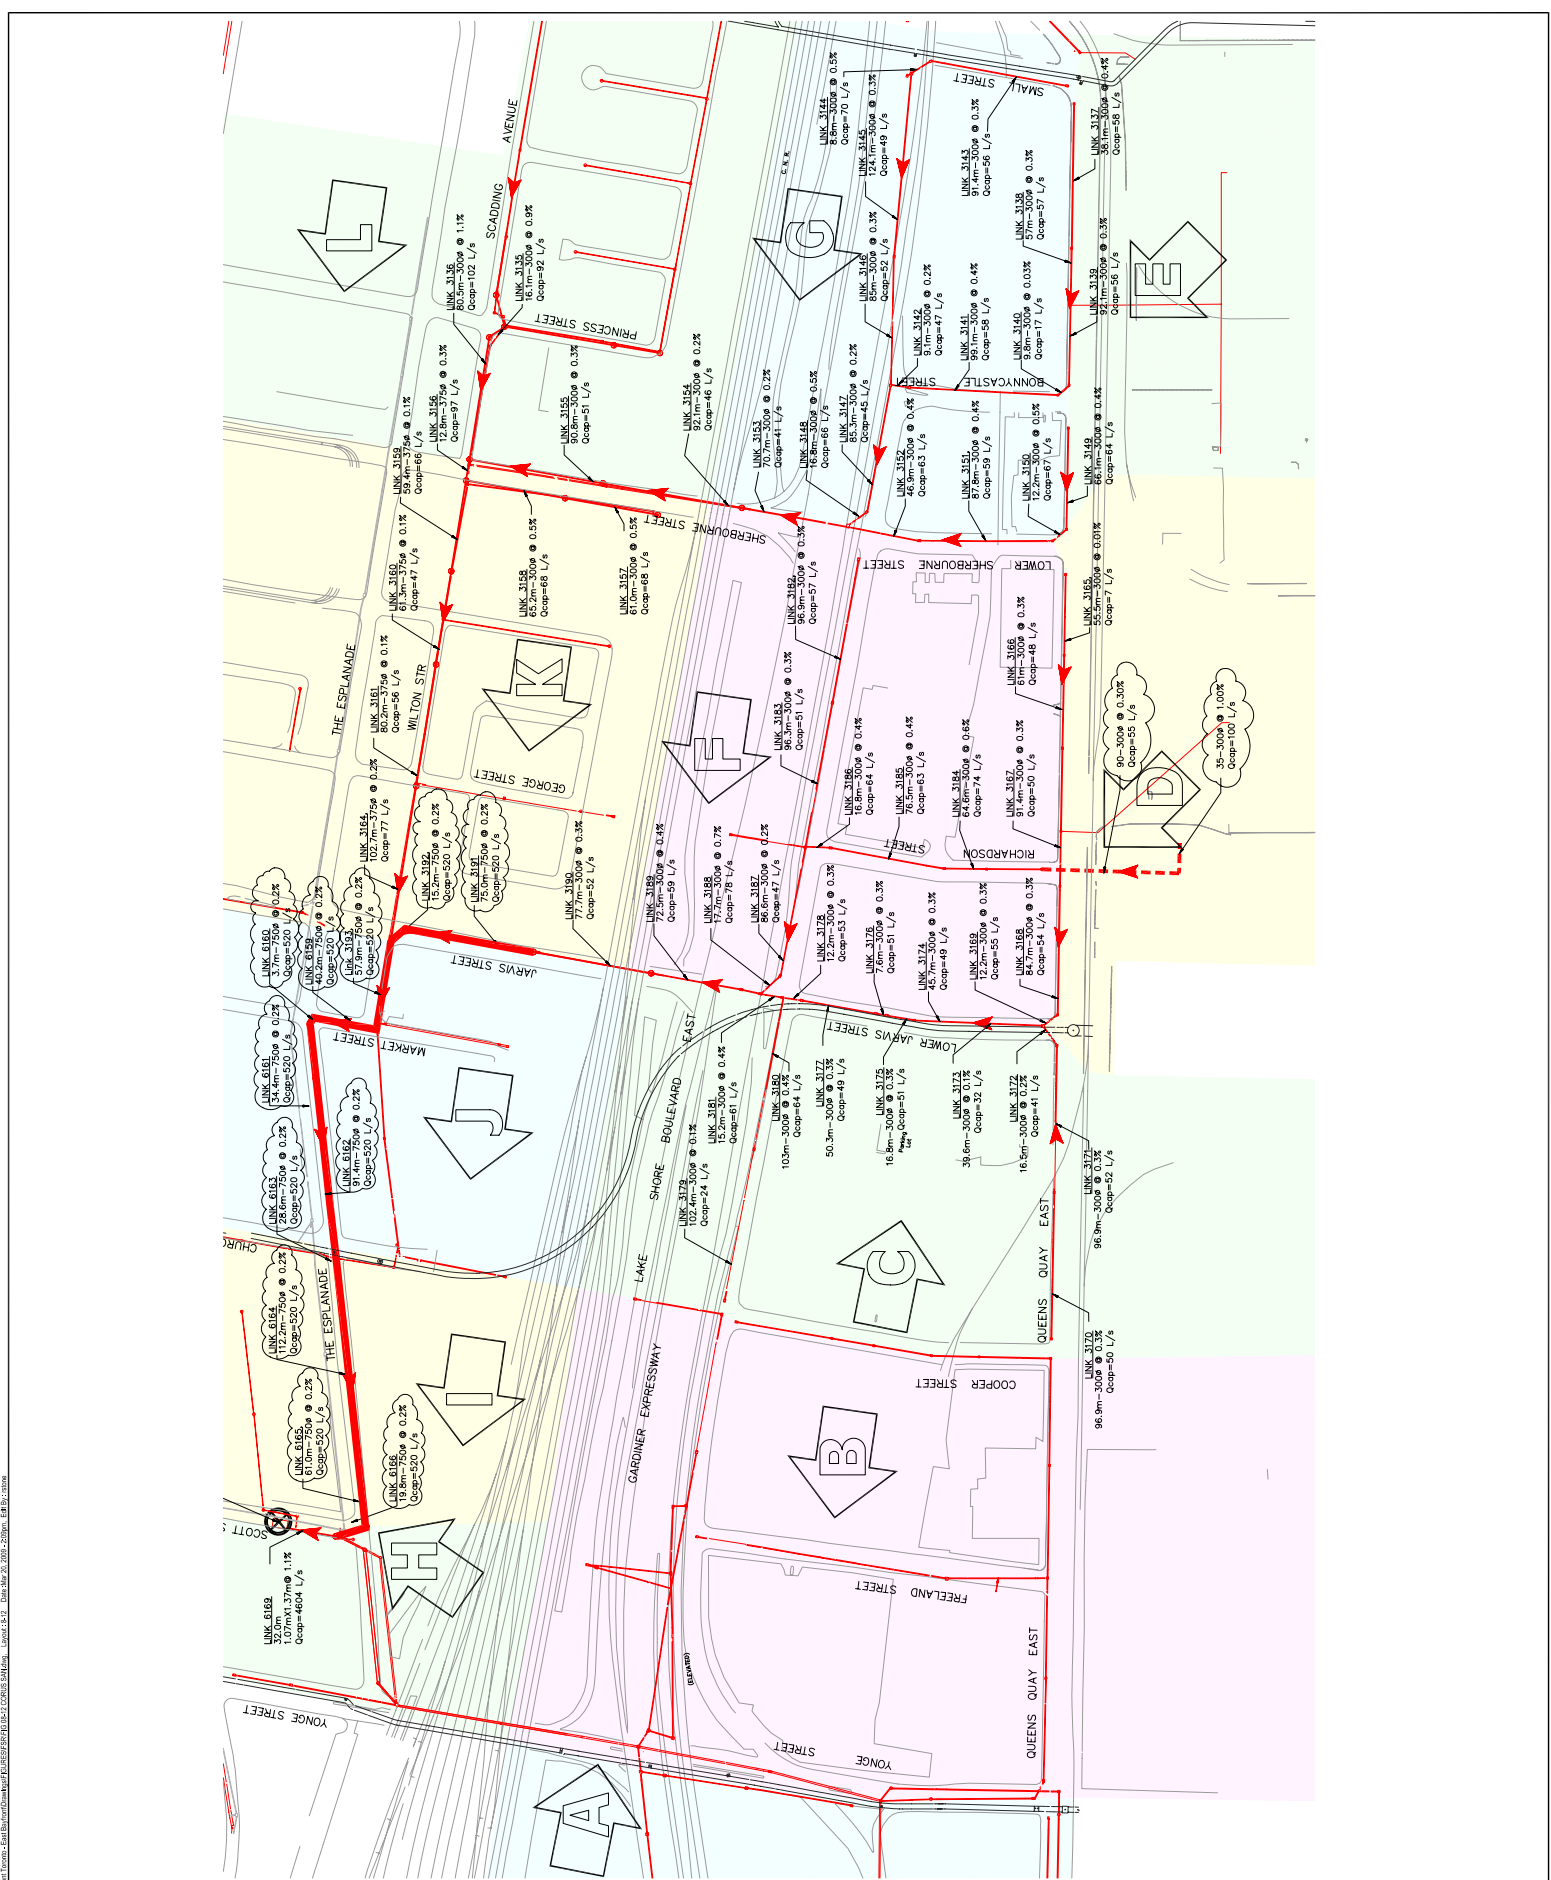 LINK 3144
8.8m-300Ø @ 0.5%
Qcap=70 L/s
LINK 3145
124.1m-300Ø @ 0.3%
Qcap=49 L/s
LINK 3143
91.4m-300Ø @ 0.3%
Qcap=56 L/s
LINK 3137
38.1m-300Ø @ 0.4%
Qcap=58 L/s
LINK 3138
57m-300Ø @ 0.3%
Qcap=57 L/s
LINK 3139
92.1m-300Ø @ 0.3%
Qcap=56 L/s
LINK 3146
85m-300Ø @ 0.3%
Qcap=52 L/s
LINK 3142
9.1m-300Ø @ 0.2%
Qcap=47 L/s
LINK 3141
99.1m-300Ø @ 0.4%
Qcap=58 L/s
LINK 3140
9.8m-300Ø @ 0.03%
Qcap=17 L/s
LINK 3136
80.5m-300Ø @ 1.1%
Qcap=102 L/s
LINK 3135
16.1m-300Ø @ 0.9%
Qcap=92 L/s
LINK 3156
12.8m-375Ø @ 0.3%
Qcap=97 L/s
LINK 3159
59.4m-375Ø @ 0.1%
Qcap=66 L/s
LINK 3155
90.8m-300Ø @ 0.3%
Qcap=51 L/s
LINK 3154
92.1m-300Ø @ 0.2%
Qcap=46 L/s
LINK 3153
70.7m-300Ø @ 0.2%
Qcap=41 L/s
LINK 3148
16.8m-300Ø @ 0.5%
Qcap=66 L/s
LINK 3147
85.3m-300Ø @ 0.2%
Qcap=45 L/s
LINK 3152
46.9m-300Ø @ 0.4%
Qcap=63 L/s
LINK 3151
87.8m-300Ø @ 0.4%
Qcap=59 L/s
LINK 3150
12.2m-300Ø @ 0.5%
Qcap=67 L/s
LINK 3149
66.1m-300Ø @ 0.4%
Qcap=64 L/s
LINK 3160
61.3m-375Ø @ 0.1%
Qcap=47 L/s
LINK 3158
65.2m-300Ø @ 0.5%
Qcap=68 L/s
LINK 3157
61.0m-300Ø @ 0.5%
Qcap=68 L/s
LINK 3182
96.9m-300Ø @ 0.3%
Qcap=57 L/s
LINK 3165
55.5m-300Ø @ 0.01%
Qcap=7 L/s
LINK 3166
61m-300Ø @ 0.3%
Qcap=48 L/s
LINK 3161
80.2m-375Ø @ 0.1%
Qcap=56 L/s
LINK 3183
96.3m-300Ø @ 0.3%
Qcap=51 L/s
LINK 3186
16.8m-300Ø @ 0.4%
Qcap=64 L/s
LINK 3185
76.5m-300Ø @ 0.4%
Qcap=63 L/s
LINK 3184
64.6m-300Ø @ 0.6%
Qcap=74 L/s
LINK 3167
91.4m-300Ø @ 0.3%
Qcap=50 L/s
90-300Ø @ 0.30%
Qcap=55 L/s
35-300Ø @ 1.00%
Qcap=100 L/s
LINK 3164
102.7m-375Ø @ 0.2%
Qcap=77 L/s
LINK 3192
15.2m-750Ø @ 0.2%
Qcap=520 L/s
LINK 3191
75.0m-750Ø @ 0.2%
Qcap=520 L/s
LINK 3190
77.7m-300Ø @ 0.3%
Qcap=52 L/s
LINK 3189
72.5m-300Ø @ 0.4%
Qcap=59 L/s
LINK 3188
17.7m-300Ø @ 0.7%
Qcap=78 L/s
LINK 3187
86.6m-300Ø @ 0.2%
Qcap=47 L/s
LINK 3178
12.2m-300Ø @ 0.3%
Qcap=53 L/s
LINK 3176
7.6m-300Ø @ 0.3%
Qcap=51 L/s
LINK 3174
45.7m-300Ø @ 0.3%
Qcap=49 L/s
LINK 3169
12.2m-300Ø @ 0.3%
Qcap=55 L/s
LINK 3168
84.7m-300Ø @ 0.3%
Qcap=54 L/s
LINK 6160
3.7m-750Ø @ 0.2%
Qcap=520 L/s
LINK 6159
40.2m-750Ø @ 0.2%
Qcap=520 L/s
Link 3193
57.9m-750Ø @ 0.2%
Qcap=520 L/s
LINK 6161
34.4m-750Ø @ 0.2%
Qcap=520 L/s
LINK 6162
91.4m-750Ø @ 0.2%
Qcap=520 L/s
LINK 6163
28.6m-750Ø @ 0.2%
Qcap=520 L/s
LINK 6164
112.2m-750Ø @ 0.2%
Qcap=520 L/s
LINK 6165
61.0m-750Ø @ 0.2%
Qcap=520 L/s
LINK 6166
19.8m-750Ø @ 0.2%
Qcap=520 L/s
LINK 6169
32.0m
1.07mX1.37m@ 1.1%
Qcap=4604 L/s
LINK 3181
15.2m-300Ø @ 0.4%
Qcap=61 L/s
LINK 3180
103m-300Ø @ 0.4%
Qcap=64 L/s
LINK 3177
50.3m-300Ø @ 0.3%
Qcap=49 L/s
LINK 3175
16.8m-300Ø @ 0.3%
Qcap=51 L/s
LINK 3173
39.6m-300Ø @ 0.1%
Qcap=32 L/s
LINK 3172
16.5m-300Ø @ 0.2%
Qcap=41 L/s
LINK 3179
102.4m-300Ø @ 0.1%
Qcap=24 L/s
LINK 3171
96.9m-300Ø @ 0.3%
Qcap=52 L/s
LINK 3170
96.9m-300Ø @ 0.3%
Qcap=50 L/s
SCADDING AVENUE
PRINCESS STREET
C. N. R.
SMALL STREET
BONNYCASTLE STREET
SHERBOURNE STREET
LOWER SHERBOURNE STREET
THE ESPLANADE
WILTON STR
GEORGE STREET
RICHARDSON STREET
JARVIS STREET
LOWER JARVIS STREET
MARKET STREET
LAKE SHORE BOULEVARD EAST
Parking
Lot
CHURC
THE ESPLANADE
GARDINER EXPRESSWAY
QUEENS QUAY EAST
COOPER STREET
SCOTT S
FREELAND STREET
(ELEVATED)
YONGE STREET
YONGE STREET
QUEENS QUAY EAST
L
G
E
K
F
D
J
C
I
B
H
A